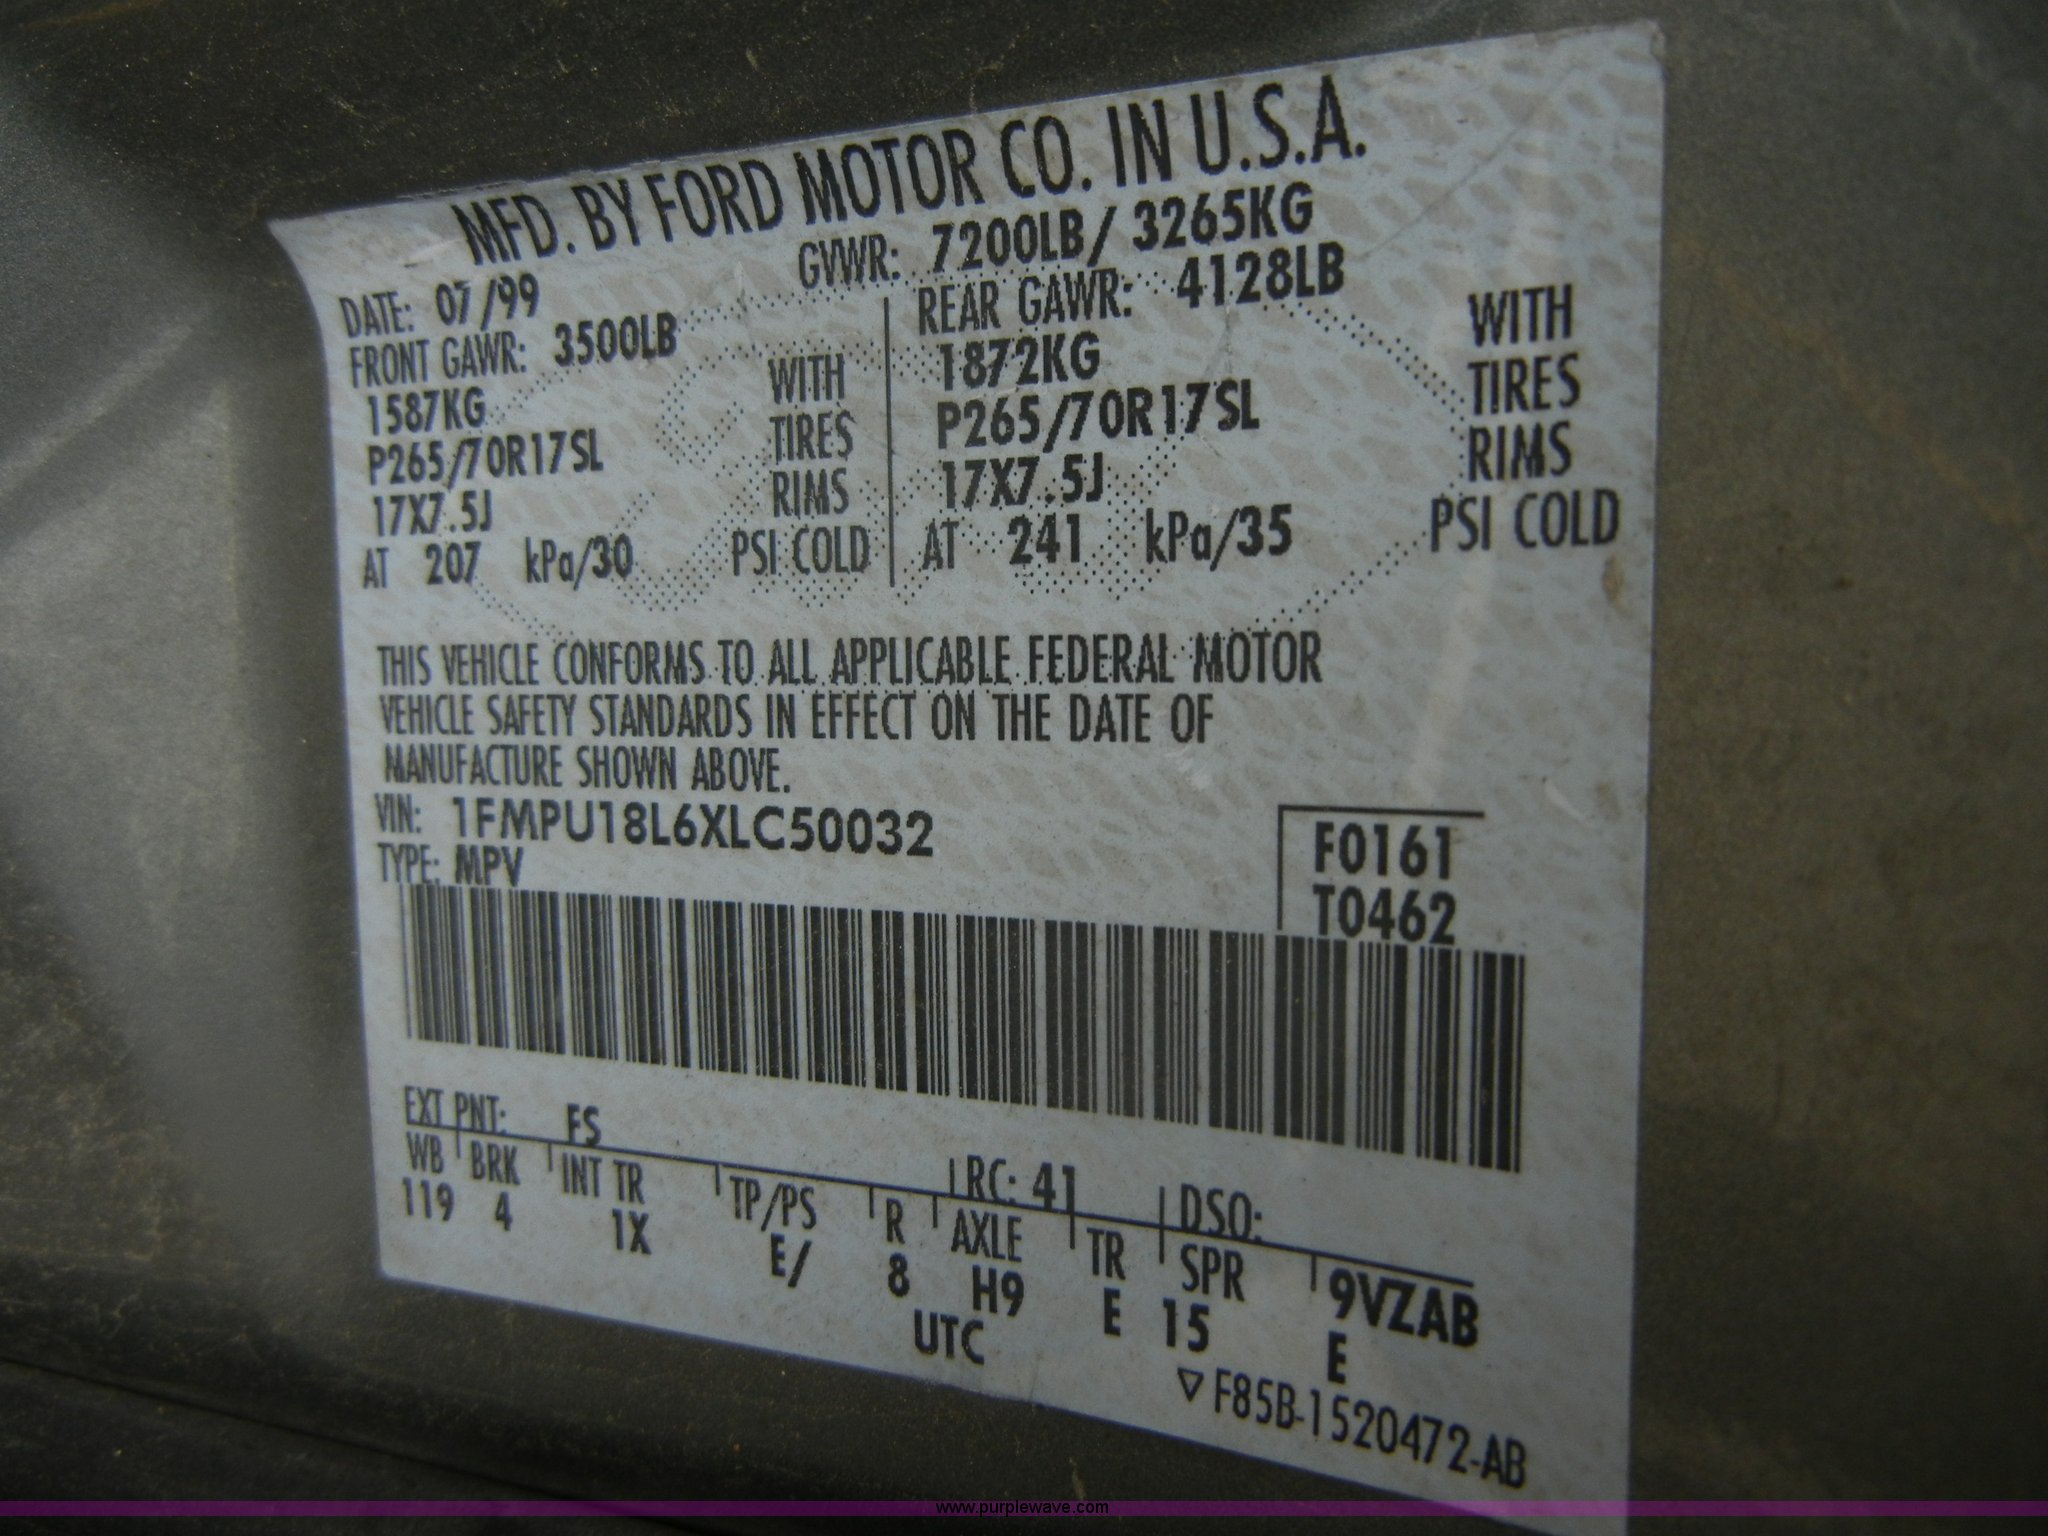 MFD. BY FORD MOTOR CO. IN U.S.A.
DATE: 07/99 GVWR: 7200LB/ 3265KG
FRONT GAWR: 3500LB REAR GAWR: 4128LB
1587KG WITH 1872KG WITH
P265/70R17SL TIRES P265/70R17SL TIRES
17X7.5J RIMS 17X7.5J RIMS
AT 207 kPa/30 PSI COLD AT 241 kPa/35 PSI COLD
THIS VEHICLE CONFORMS TO ALL APPLICABLE FEDERAL MOTOR
VEHICLE SAFETY STANDARDS IN EFFECT ON THE DATE OF
MANUFACTURE SHOWN ABOVE.
VIN: 1FMPU18L6XLC50032 F0161
TYPE: MPV T0462
EXT PNT: FS RC: 41 DSO:
WB BRK INT TR TP/PS R AXLE TR SPR 9VZAB
119 4 1X E/ 8 H9 E 15 E
UTC
▽ F85B-1520472-AB
www.purplewave.com